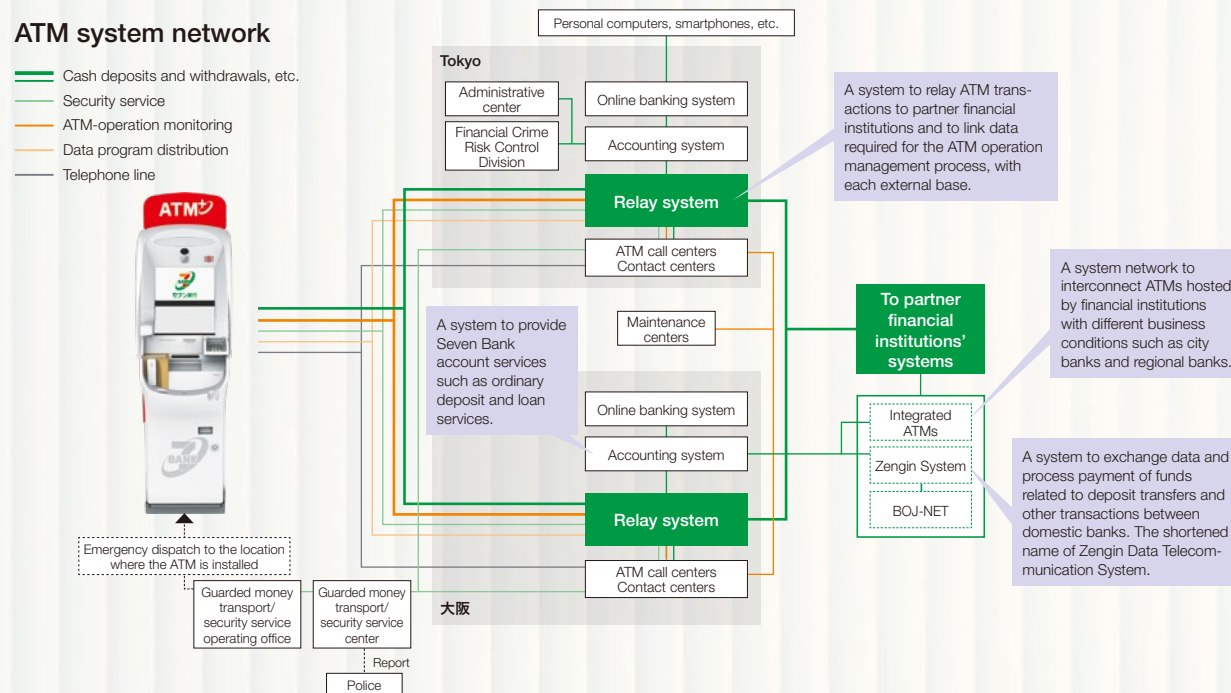 ATM system network
Cash deposits and withdrawals, etc.
Security service
ATM-operation monitoring
Data program distribution
Telephone line
ATM
セブン銀行
7
BANK
Emergency dispatch to the location
where the ATM is installed
Guarded money
transport/
security service
operating office
Guarded money
transport/
security service
center
Report
Police
Personal computers, smartphones, etc.
Tokyo
Administrative
center
Financial Crime
Risk Control
Division
Online banking system
Accounting system
Relay system
ATM call centers
Contact centers
A system to relay ATM trans-
actions to partner financial
institutions and to link data
required for the ATM operation
management process, with
each external base.
Maintenance
centers
A system to provide
Seven Bank
account services
such as ordinary
deposit and loan
services.
Online banking system
Accounting system
Relay system
ATM call centers
Contact centers
大阪
To partner
financial
institutions'
systems
Integrated
ATMs
Zengin System
BOJ-NET
A system network to
interconnect ATMs hosted
by financial institutions
with different business
conditions such as city
banks and regional banks.
A system to exchange data and
process payment of funds
related to deposit transfers and
other transactions between
domestic banks. The shortened
name of Zengin Data Telecom-
munication System.